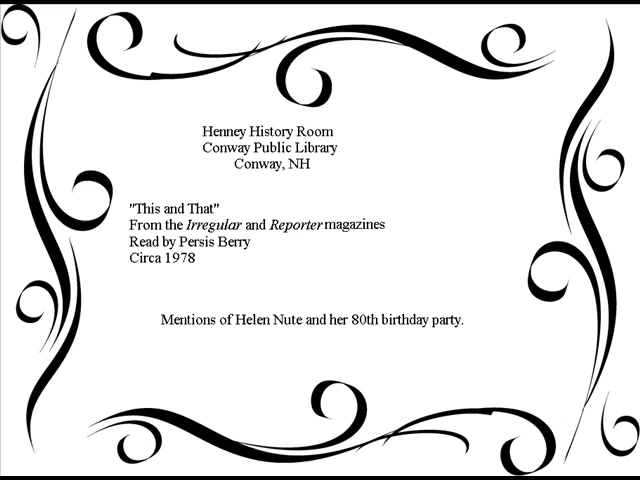 Henney History Room
Conway Public Library
Conway, NH
"This and That"
From the Irregular and Reporter magazines
Read by Persis Berry
Circa 1978
Mentions of Helen Nute and her 80th birthday party.